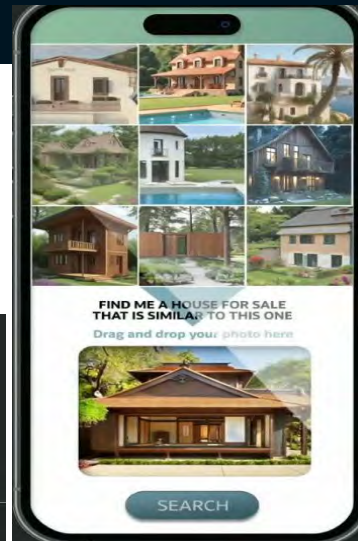 FIND ME A HOUSE FOR SALE
THAT IS SIMILAR TO THIS ONE
Drag and drop your photo here
SEARCH